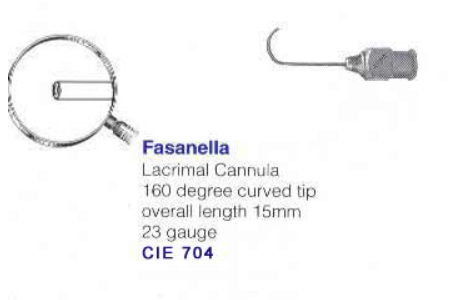 Fasanella
Lacrimal Cannula
160 degree curved tip
overall length 15mm
23 gauge
CIE 704